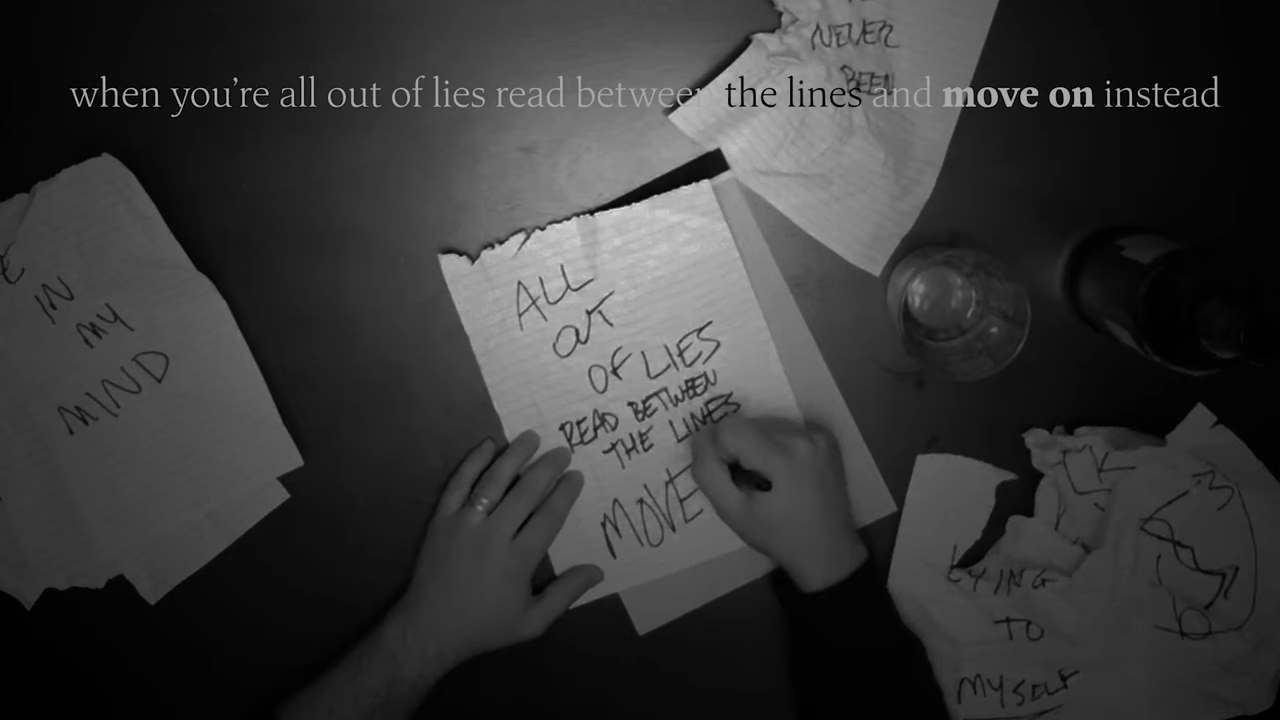 NEVER
BEEN
when you're all out of lies read between the lines and move on instead
IN
MY
MIND
ALL
OUT
OF LIES
READ BETWEEN
THE LINES
MOVE
LYING
TO
MYSELF